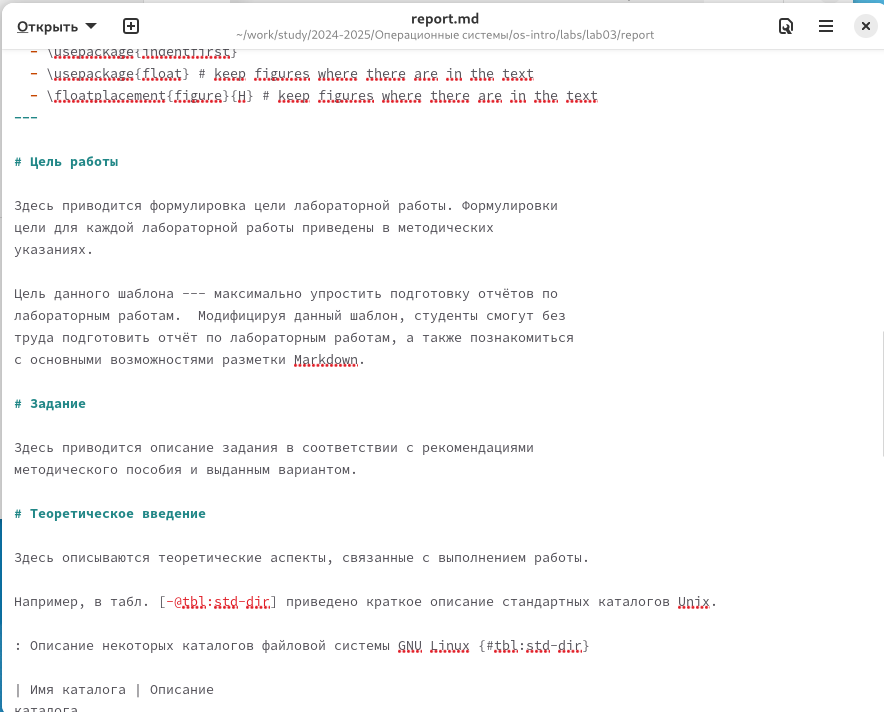 Открыть
report.md
~/work/study/2024-2025/Операционные системы/os-intro/labs/lab03/report
- \usepackage{indentfirst}
- \usepackage{float} # keep figures where there are in the text
- \floatplacement{figure}{H} # keep figures where there are in the text
---
# Цель работы
Здесь приводится формулировка цели лабораторной работы. Формулировки
цели для каждой лабораторной работы приведены в методических
указаниях.
Цель данного шаблона --- максимально упростить подготовку отчётов по
лабораторным работам.  Модифицируя данный шаблон, студенты смогут без
труда подготовить отчёт по лабораторным работам, а также познакомиться
с основными возможностями разметки Markdown.
# Задание
Здесь приводится описание задания в соответствии с рекомендациями
методического пособия и выданным вариантом.
# Теоретическое введение
Здесь описываются теоретические аспекты, связанные с выполнением работы.
Например, в табл. [-@tbl:std-dir] приведено краткое описание стандартных каталогов Unix.
: Описание некоторых каталогов файловой системы GNU Linux {#tbl:std-dir}
| Имя каталога | Описание
каталога